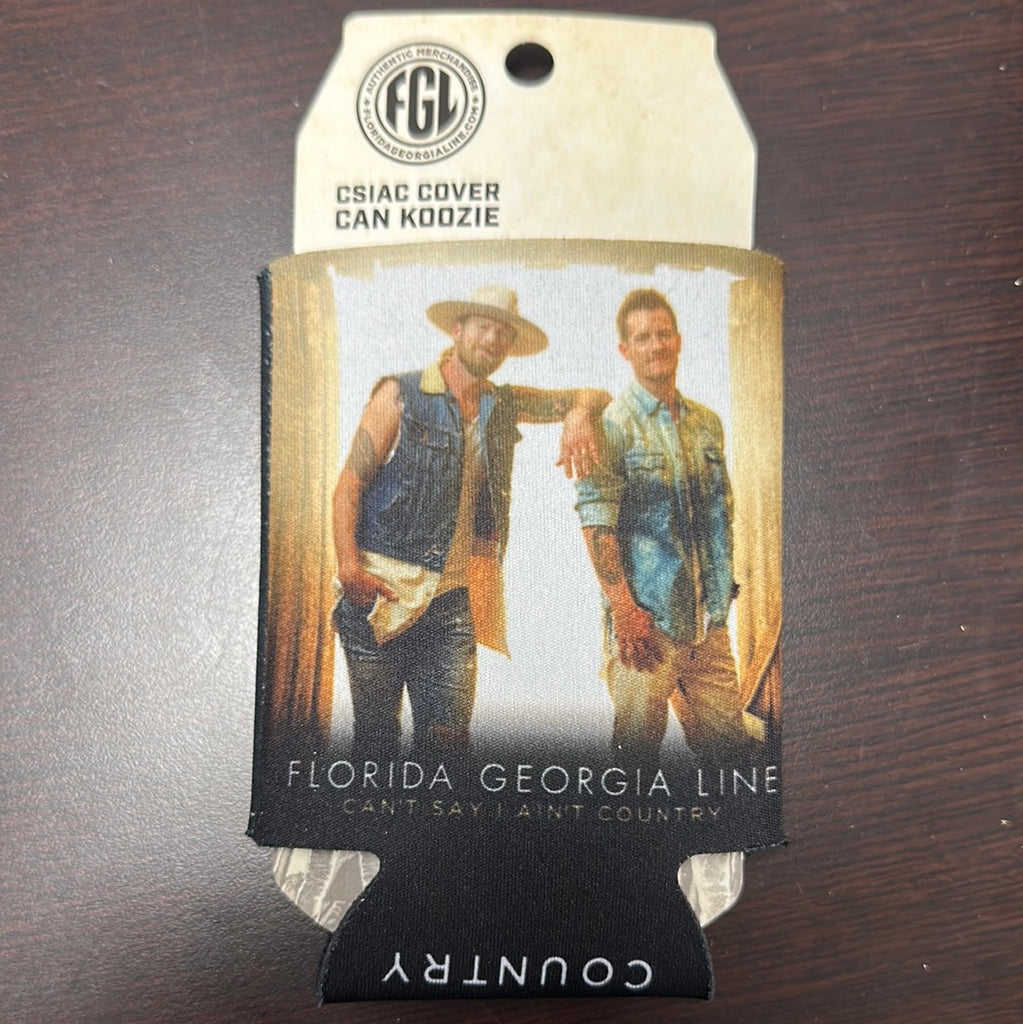 AUTHENTIC MERCHANDISE
FGL
FLORIDAGEORGIALINE.COM
CSIAC COVER
CAN KOOZIE
FLORIDA GEORGIA LINE
CAN'T SAY I AIN'T COUNTRY
COUNTRY